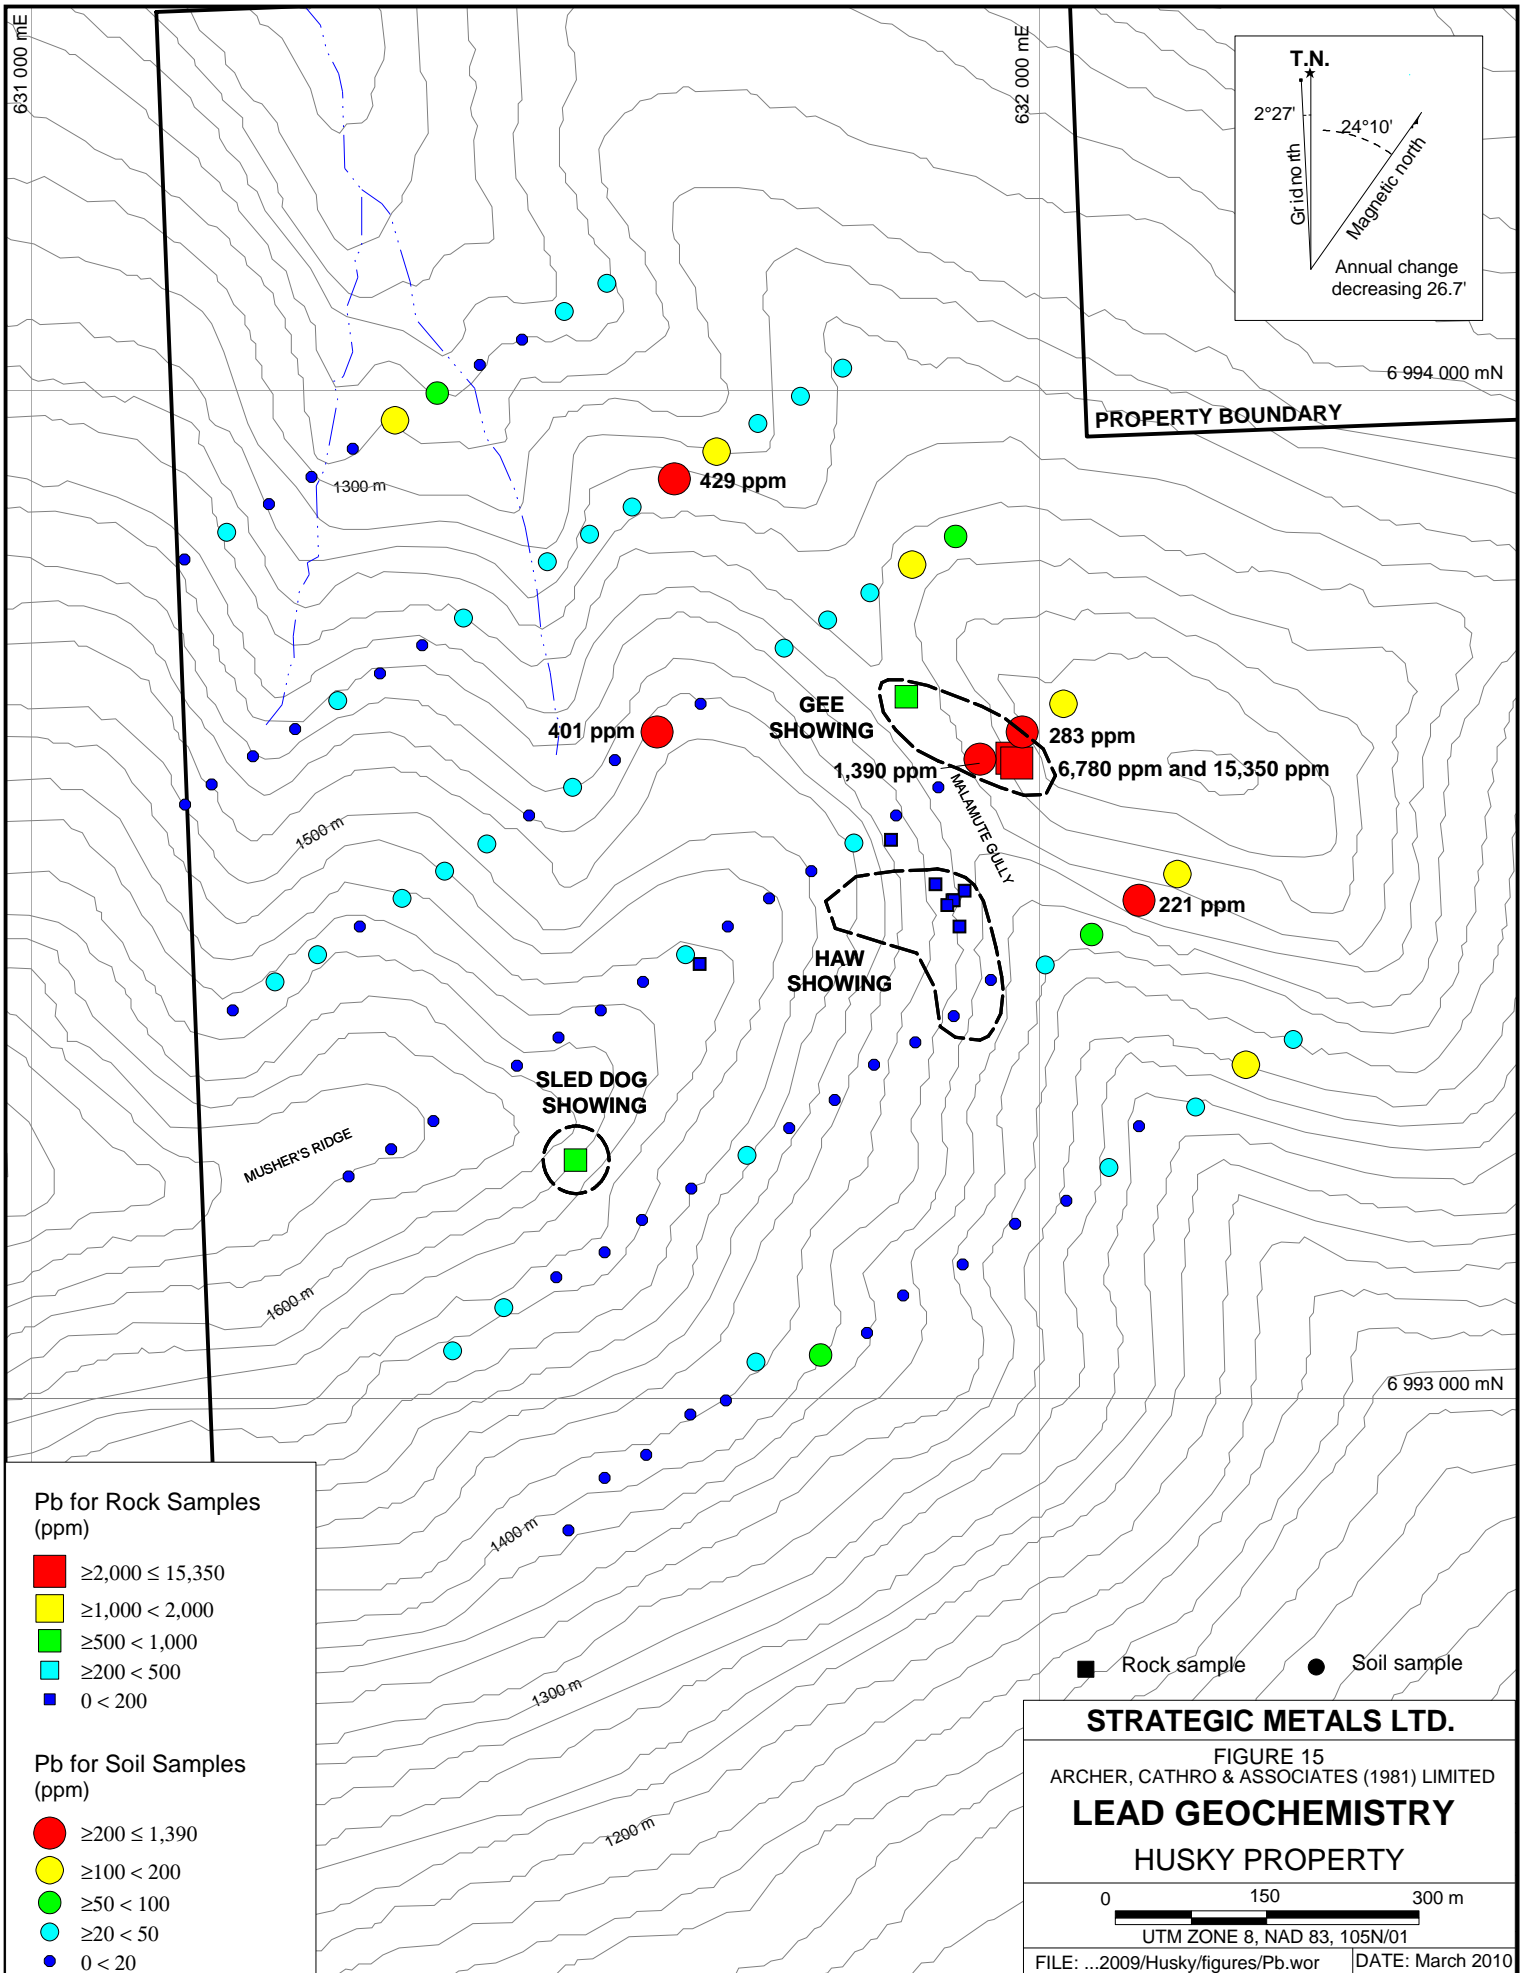 631 000 mE
632 000 mE
T.N.
2°27'
24°10'
Grid north
Magnetic north
Annual change
decreasing 26.7'
6 994 000 mN
PROPERTY BOUNDARY
429 ppm
1300 m
GEE
SHOWING
401 ppm
283 ppm
1,390 ppm
6,780 ppm and 15,350 ppm
MALAMUTE GULLY
1500 m
221 ppm
HAW
SHOWING
SLED DOG
SHOWING
MUSHER'S RIDGE
1600 m
6 993 000 mN
1400 m
1300 m
1200 m
Pb for Rock Samples
(ppm)
≥2,000 ≤ 15,350
≥1,000 < 2,000
≥500 < 1,000
≥200 < 500
0 < 200
Pb for Soil Samples
(ppm)
≥200 ≤ 1,390
≥100 < 200
≥50 < 100
≥20 < 50
0 < 20
Rock sample
Soil sample
STRATEGIC METALS LTD.
FIGURE 15
ARCHER, CATHRO & ASSOCIATES (1981) LIMITED
LEAD GEOCHEMISTRY
HUSKY PROPERTY
0 150 300 m
UTM ZONE 8, NAD 83, 105N/01
FILE: ...2009/Husky/figures/Pb.wor
DATE: March 2010